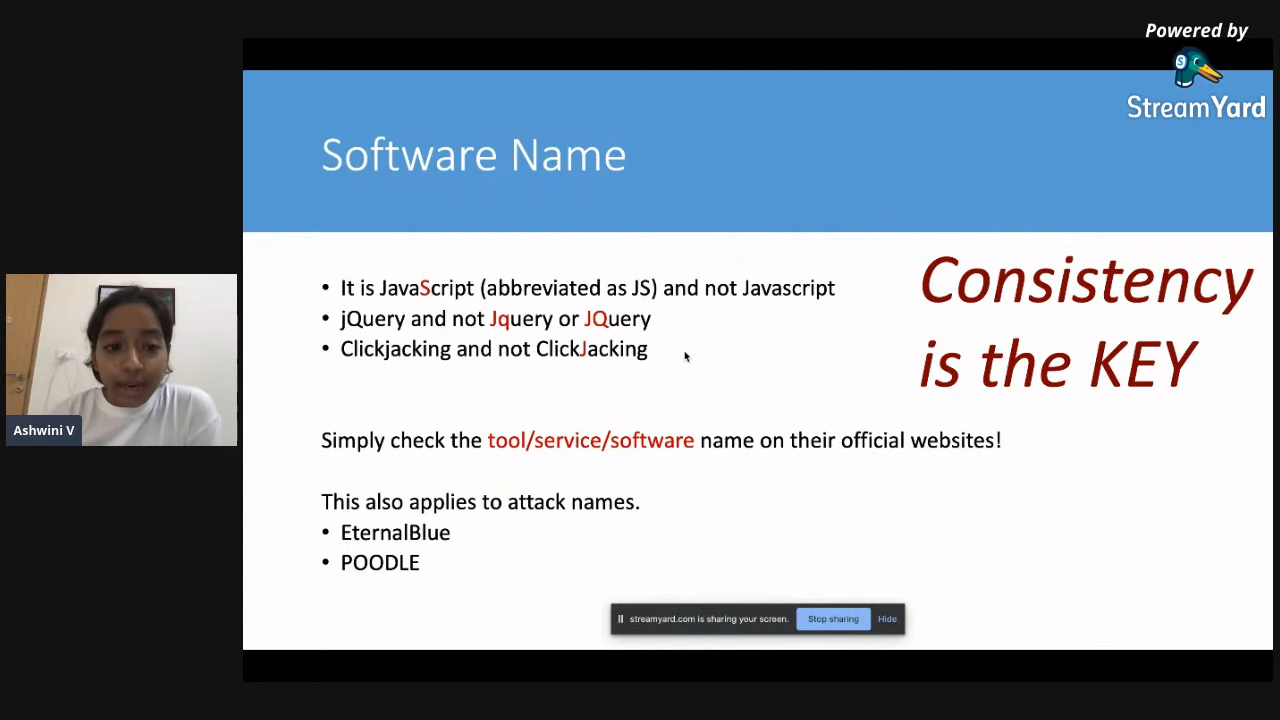 Powered by
StreamYard
Software Name
• It is JavaScript (abbreviated as JS) and not Javascript
• jQuery and not Jquery or JQuery
• Clickjacking and not ClickJacking
Consistency
is the KEY
Simply check the tool/service/software name on their official websites!
This also applies to attack names.
• EternalBlue
• POODLE
Ashwini V
streamyard.com is sharing your screen. Stop sharing Hide